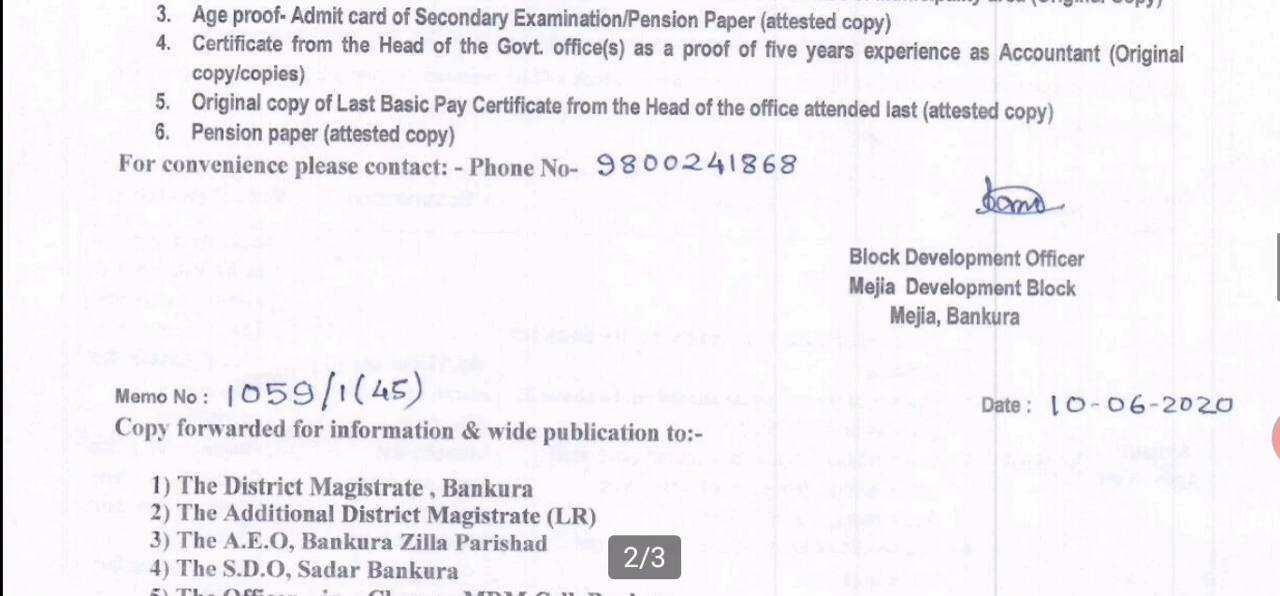 3. Age proof- Admit card of Secondary Examination/Pension Paper (attested copy)
4. Certificate from the Head of the Govt. office(s) as a proof of five years experience as Accountant (Original
copy/copies)
5. Original copy of Last Basic Pay Certificate from the Head of the office attended last (attested copy)
6. Pension paper (attested copy)
For convenience please contact: - Phone No- 9800241868
Block Development Officer
Mejia Development Block
Mejia, Bankura
Memo No : 1059/1(45)
Date : 10-06-2020
Copy forwarded for information & wide publication to:-
1) The District Magistrate , Bankura
2) The Additional District Magistrate (LR)
3) The A.E.O, Bankura Zilla Parishad
2/3
4) The S.D.O, Sadar Bankura